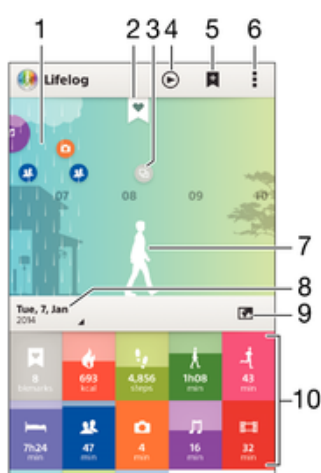 1 2 3 4 5 6
Lifelog
07 08 09 10
7
8
Tue, 7, Jan
2014
9
8 693 4,856 1h08 43
bookmarks kcal steps min min
10
7h24 47 4 16 32
min min min min min